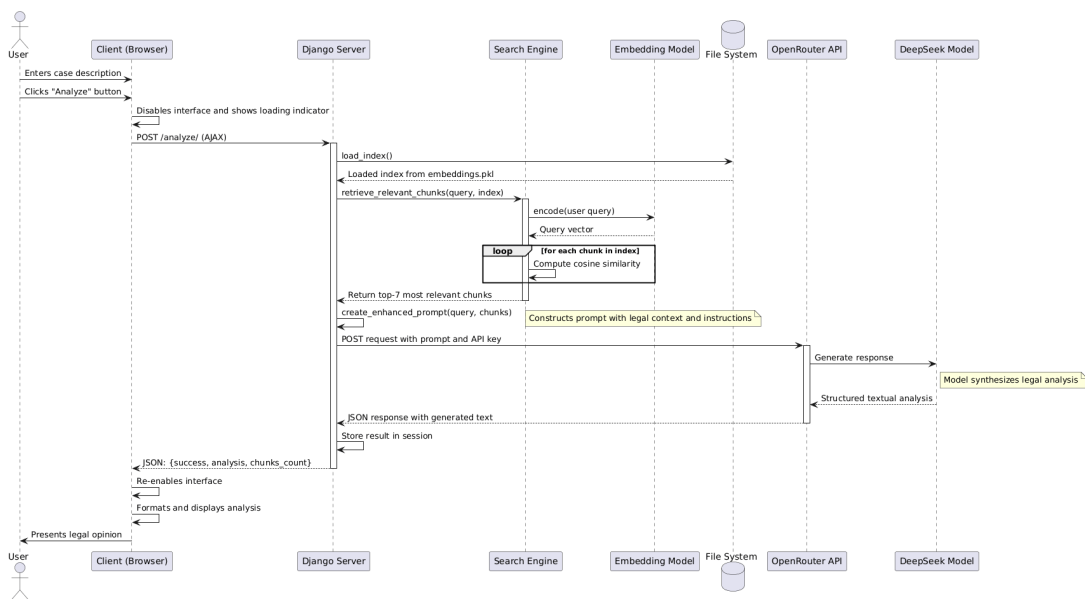 User
Client (Browser)
Django Server
Search Engine
Embedding Model
File System
OpenRouter API
DeepSeek Model
Enters case description
Clicks "Analyze" button
Disables interface and shows loading indicator
POST /analyze/ (AJAX)
load_index()
Loaded index from embeddings.pkl
retrieve_relevant_chunks(query, index)
encode(user query)
Query vector
loop
[for each chunk in index]
Compute cosine similarity
Return top-7 most relevant chunks
create_enhanced_prompt(query, chunks)
Constructs prompt with legal context and instructions
POST request with prompt and API key
Generate response
Model synthesizes legal analysis
Structured textual analysis
JSON response with generated text
Store result in session
JSON: {success, analysis, chunks_count}
Re-enables interface
Formats and displays analysis
Presents legal opinion
User
Client (Browser)
Django Server
Search Engine
Embedding Model
File System
OpenRouter API
DeepSeek Model